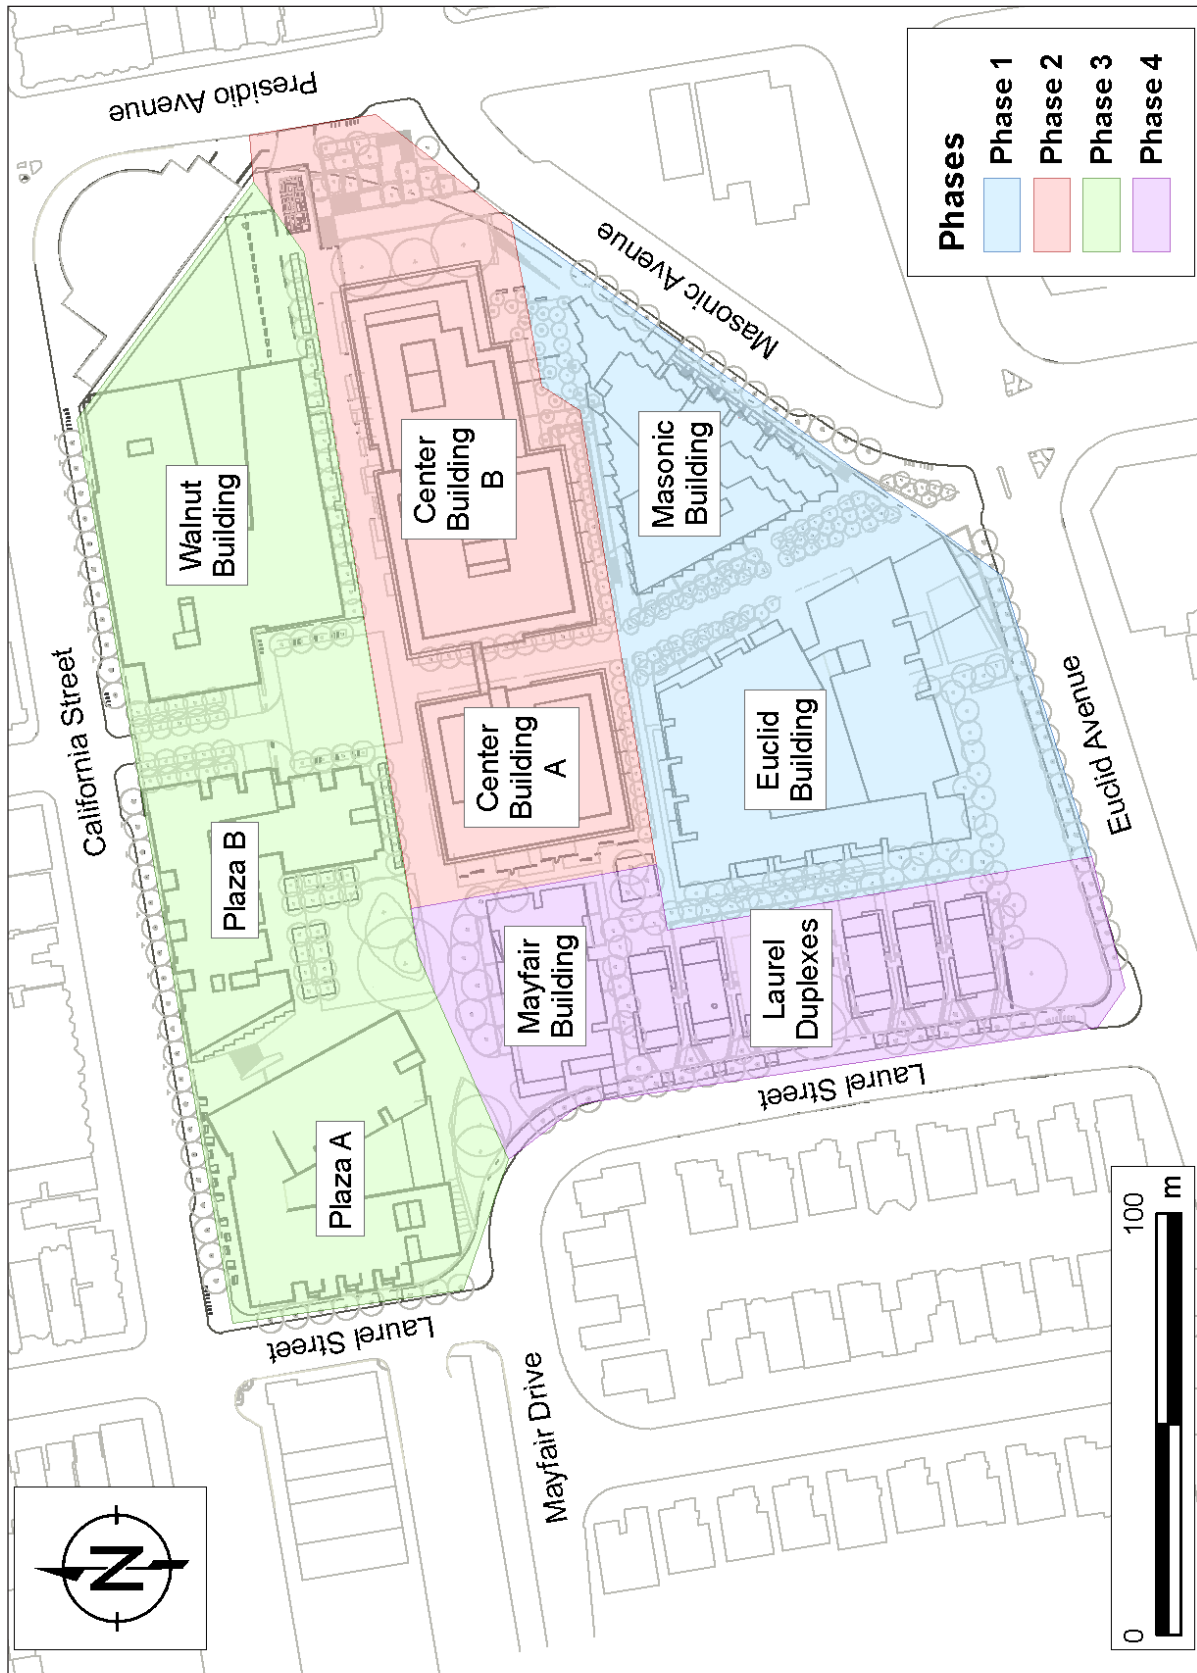 California Street
Presidio Avenue
Walnut
Building
Plaza B
Plaza A
Center
Building
B
Center
Building
A
Mayfair
Building
Masonic
Building
Euclid
Building
Laurel
Duplexes
Masonic Avenue
Euclid Avenue
Laurel Street
Laurel Street
Mayfair Drive
N
Phases
Phase 1
Phase 2
Phase 3
Phase 4
0
100
m